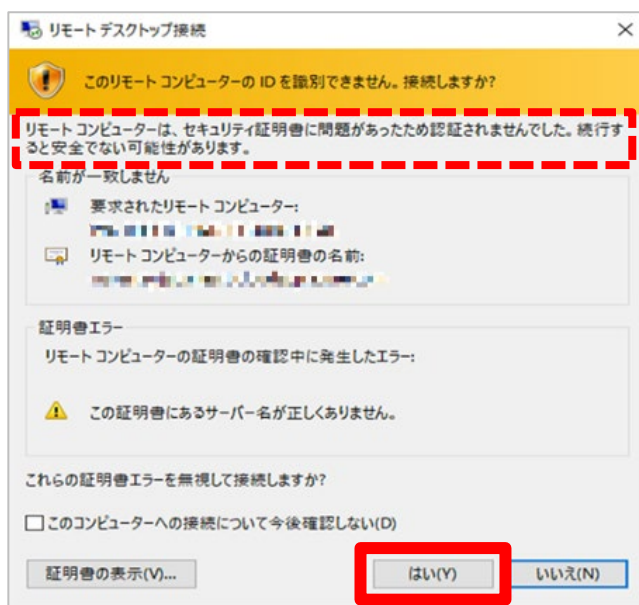 リモート デスクトップ接続
このリモート コンピューターの ID を識別できません。接続しますか?
リモート コンピューターは、セキュリティ証明書に問題があったため認証されませんでした。続行す
ると安全でない可能性があります。
名前が一致しません
要求されたリモート コンピューター:
リモート コンピューターからの証明書の名前:
証明書エラー
リモート コンピューターの証明書の確認中に発生したエラー:
この証明書にあるサーバー名が正しくありません。
これらの証明書エラーを無視して接続しますか?
このコンピューターへの接続について今後確認しない(D)
証明書の表示(V)... はい(Y) いいえ(N)